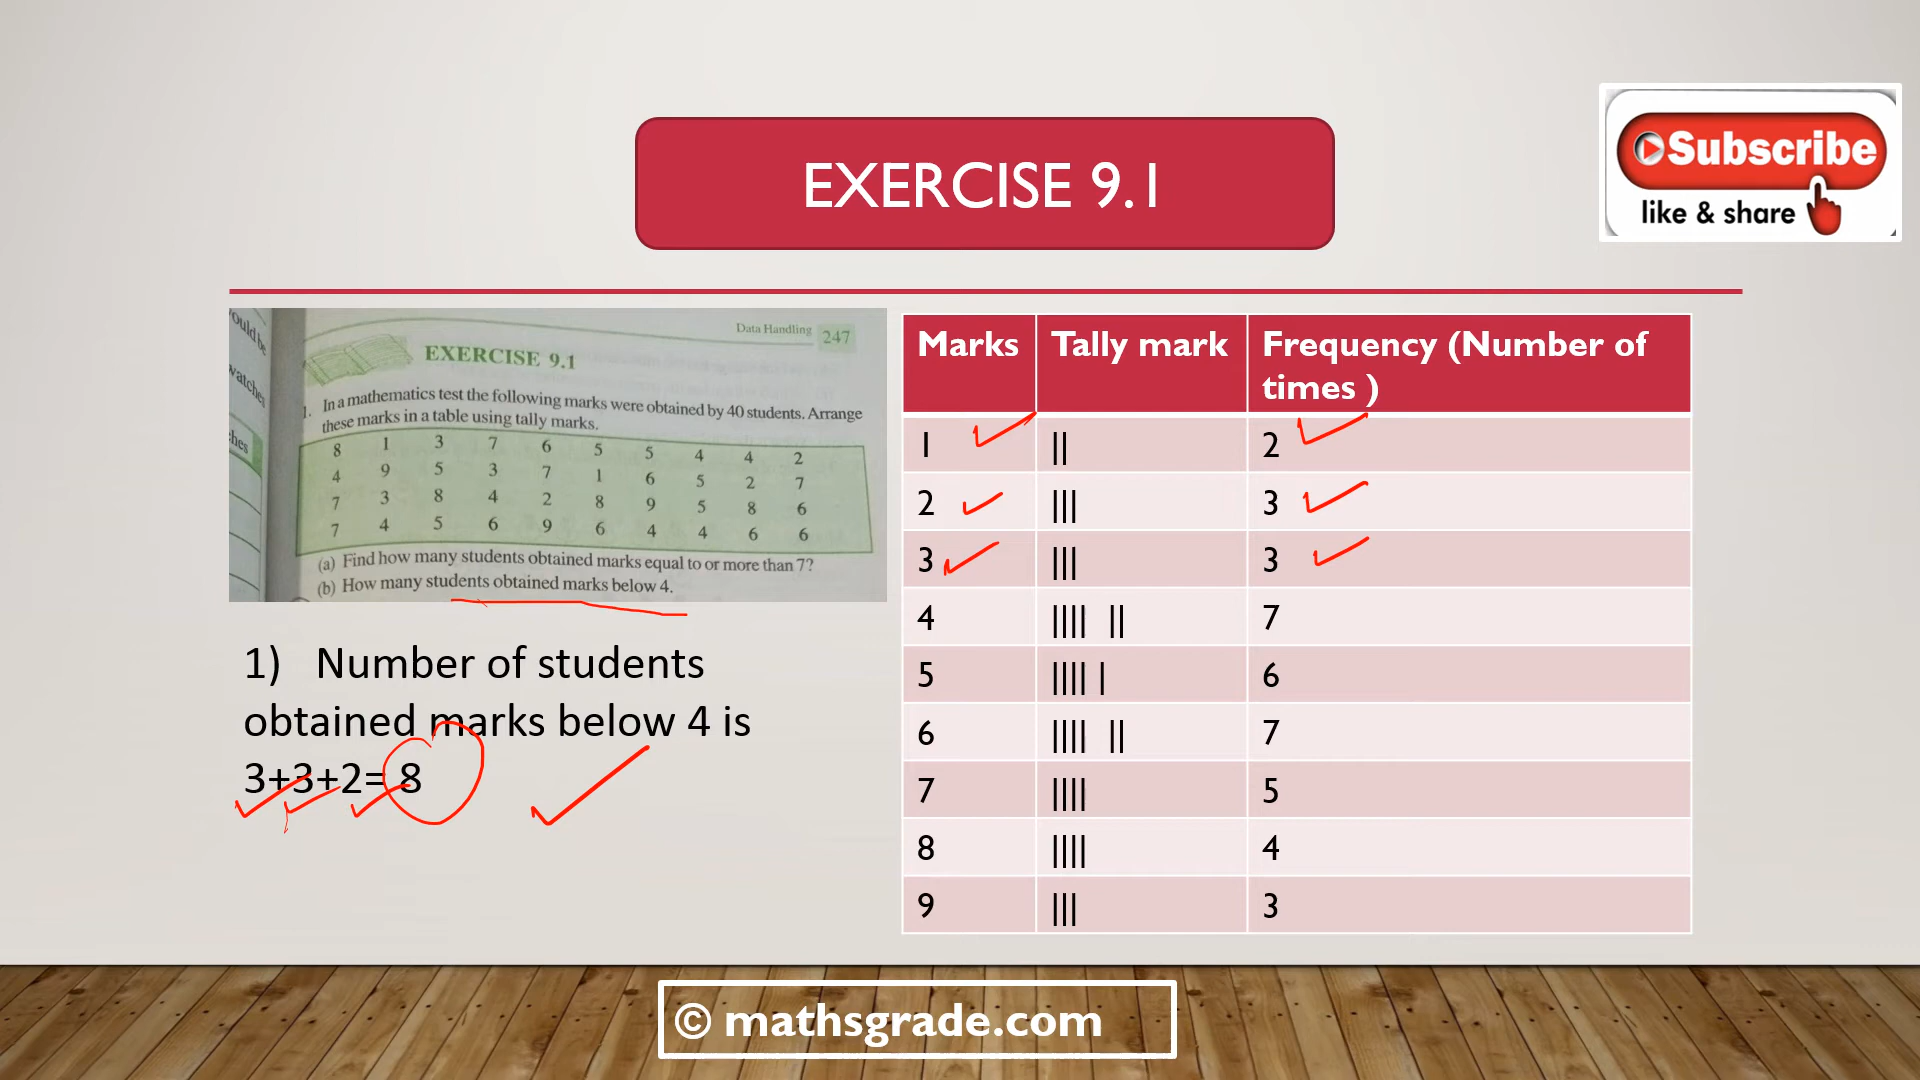 EXERCISE 9.1
Subscribe
like & share
ould be
watches
ches
Data Handling 247
EXERCISE 9.1
1. In a mathematics test the following marks were obtained by 40 students. Arrange
these marks in a table using tally marks.
8 1 3 7 6 5 5 4 4 2
4 9 5 3 7 1 6 5 2 7
7 3 8 4 2 8 9 5 8 6
7 4 5 6 9 6 4 4 6 6
(a) Find how many students obtained marks equal to or more than 7?
(b) How many students obtained marks below 4.
1) Number of students
obtained marks below 4 is
3+3+2= 8
Marks Tally mark Frequency (Number of
times )
1 || 2
2 ||| 3
3 ||| 3
4 |||| || 7
5 |||| | 6
6 |||| || 7
7 |||| 5
8 |||| 4
9 ||| 3
© mathsgrade.com